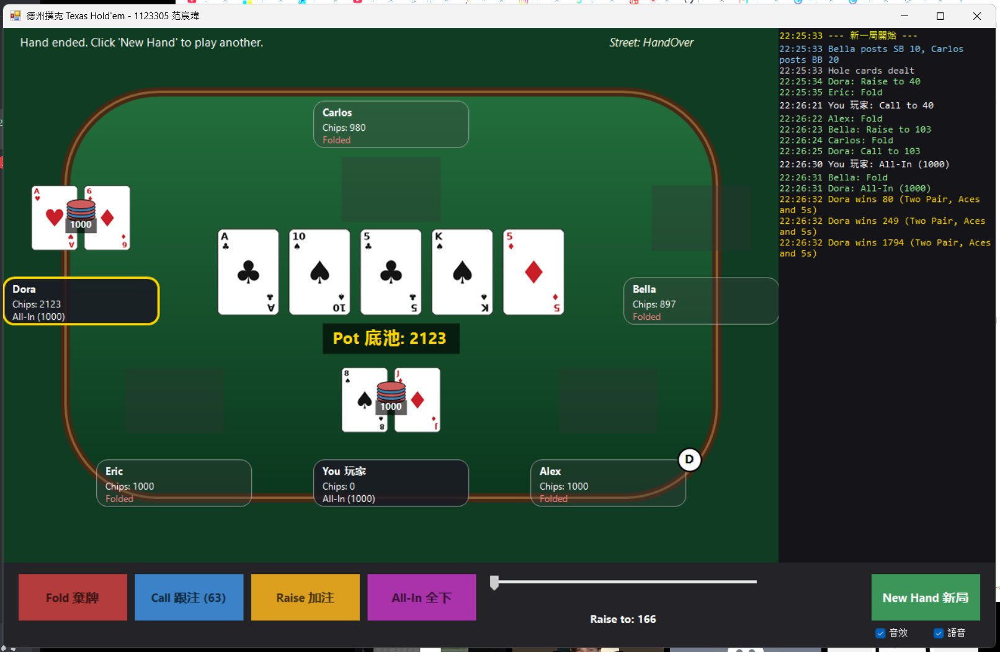 德州撲克 Texas Hold'em - 1123305 范宸瑋
Hand ended. Click 'New Hand' to play another.
Street: HandOver
Carlos
Chips: 980
Folded
A
6
1000
A
6
Dora
Chips: 2123
All-In (1000)
A
10
5
K
5
A
10
5
K
5
Bella
Chips: 897
Folded
Pot 底池: 2123
8
J
1000
8
J
D
Eric
Chips: 1000
Folded
You 玩家
Chips: 0
All-In (1000)
Alex
Chips: 1000
Folded
22:25:33 --- 新一局開始 ---
22:25:33 Bella posts SB 10, Carlos
posts BB 20
22:25:33 Hole cards dealt
22:25:34 Dora: Raise to 40
22:25:35 Eric: Fold
22:26:21 You 玩家: Call to 40
22:26:22 Alex: Fold
22:26:23 Bella: Raise to 103
22:26:24 Carlos: Fold
22:26:25 Dora: Call to 103
22:26:30 You 玩家: All-In (1000)
22:26:31 Bella: Fold
22:26:31 Dora: All-In (1000)
22:26:32 Dora wins 80 (Two Pair, Aces
and 5s)
22:26:32 Dora wins 249 (Two Pair, Aces
and 5s)
22:26:32 Dora wins 1794 (Two Pair, Aces
and 5s)
Fold 棄牌
Call 跟注 (63)
Raise 加注
All-In 全下
Raise to: 166
New Hand 新局
音效
語音